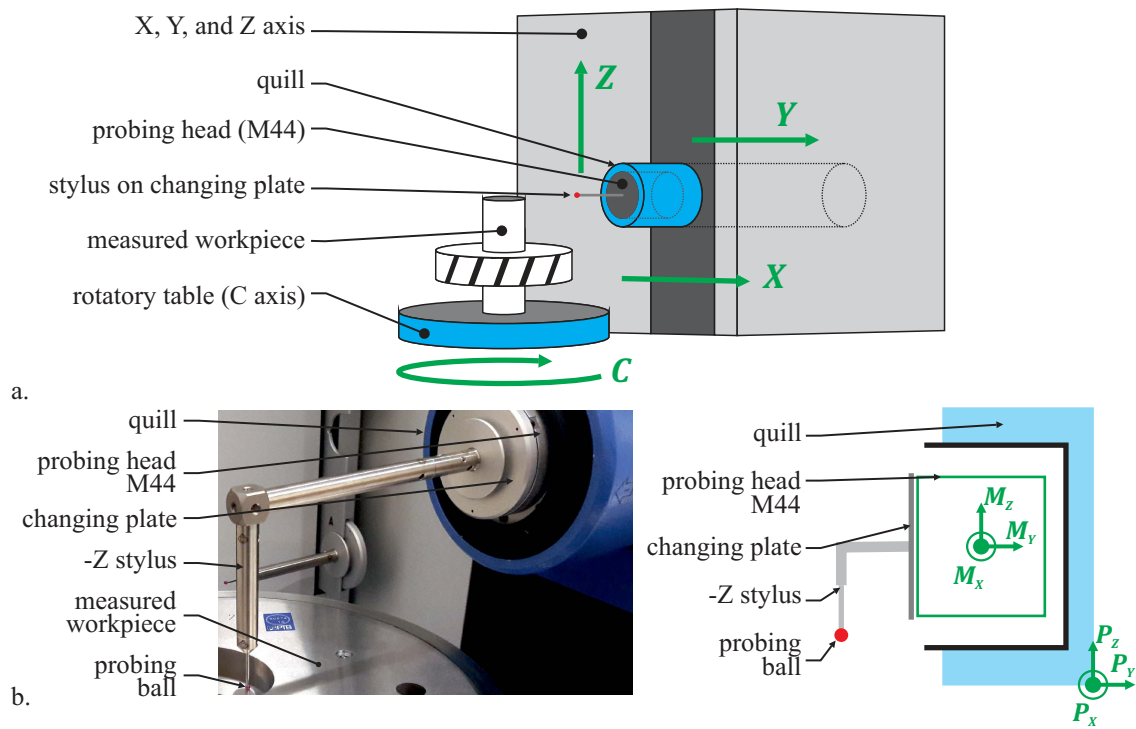 X, Y, and Z axis
Z
quill
Y
probing head (M44)
stylus on changing plate
measured workpiece
X
rotatory table (C axis)
C
a.
quill
probing head
M44
changing plate
-Z stylus
measured
workpiece
probing
ball
b.
A
quill
probing head
M44
M_Z
M_Y
changing plate
M_X
-Z stylus
probing
ball
P_Z
P_Y
P_X